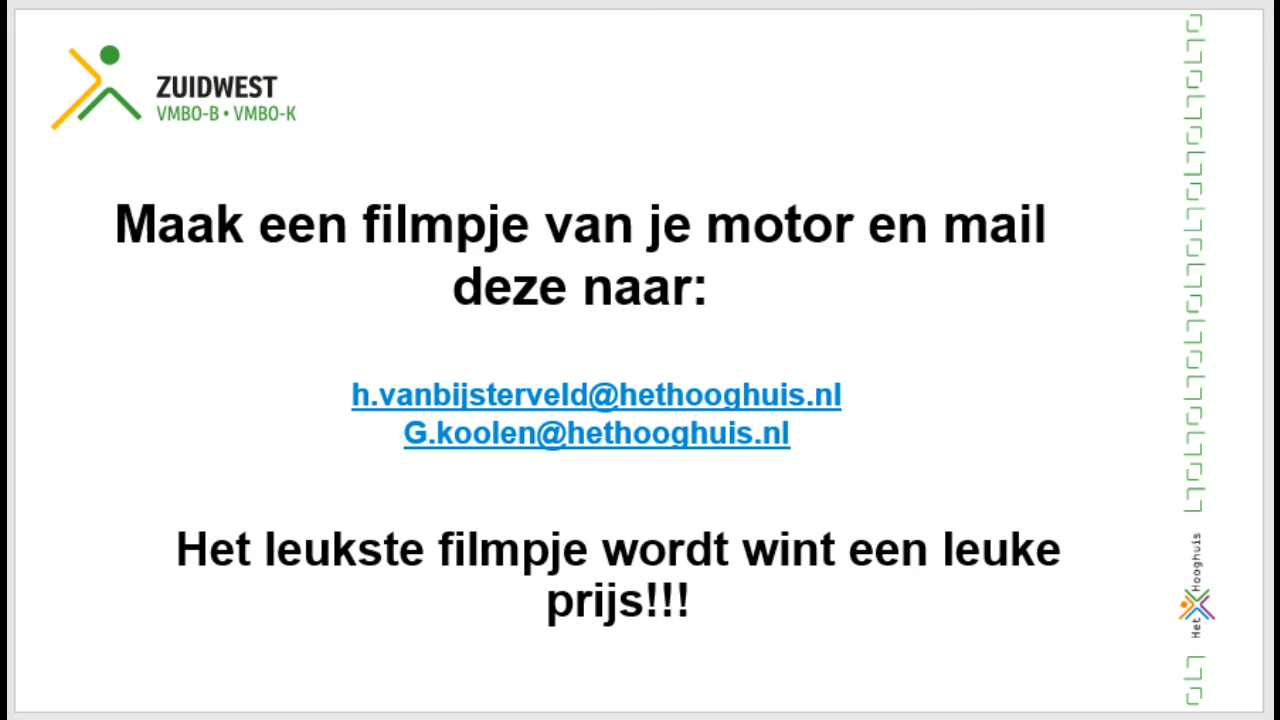 ZUIDWEST
VMBO-B • VMBO-K
Maak een filmpje van je motor en mail
deze naar:
h.vanbijsterveld@hethooghuis.nl
G.koolen@hethooghuis.nl
Het leukste filmpje wordt wint een leuke
prijs!!!
Het Hooghuis